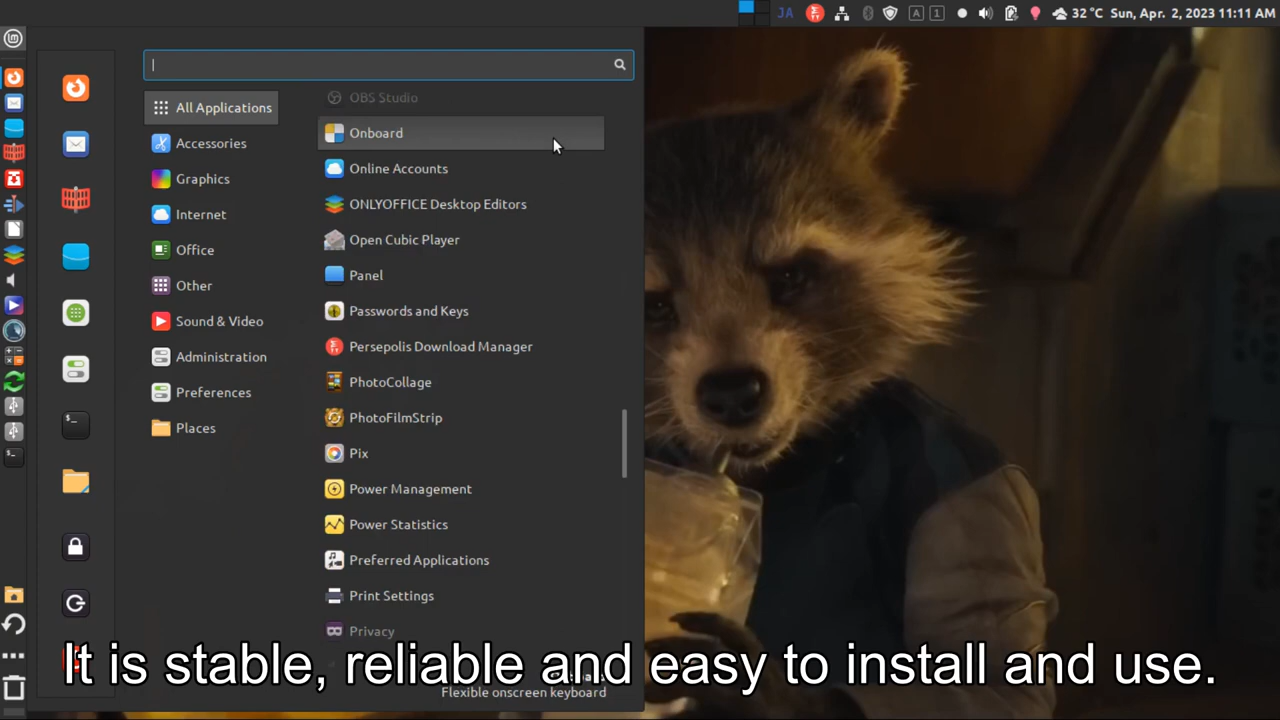 JA
A
1
32 °C
Sun, Apr. 2, 2023 11:11 AM
All Applications
Accessories
Graphics
Internet
Office
Other
Sound & Video
Administration
Preferences
Places
OBS Studio
Onboard
Online Accounts
ONLYOFFICE Desktop Editors
Open Cubic Player
Panel
Passwords and Keys
Persepolis Download Manager
PhotoCollage
PhotoFilmStrip
Pix
Power Management
Power Statistics
Preferred Applications
Print Settings
Privacy
It is stable, reliable and easy to install and use.
Flexible onscreen keyboard